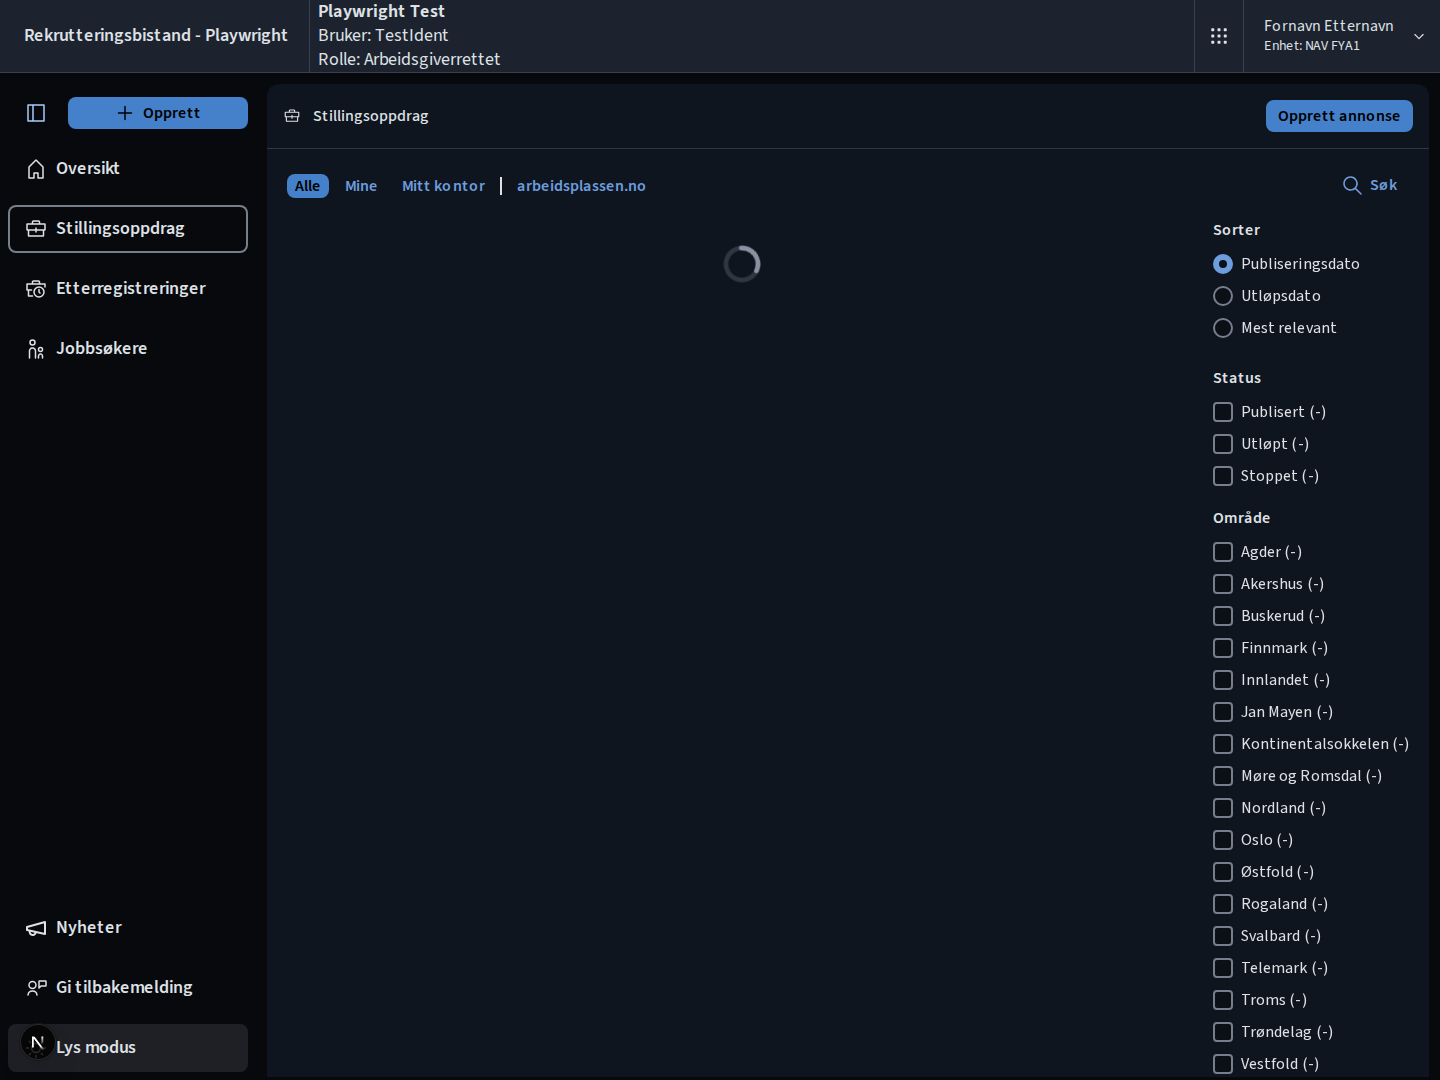 Rekrutteringsbistand - Playwright
Playwright Test
Bruker: TestIdent
Rolle: Arbeidsgiverrettet
Fornavn Etternavn
Enhet: NAV FYA1
Opprett
Oversikt
Stillingsoppdrag
Etterregistreringer
Jobbsøkere
Nyheter
Gi tilbakemelding
N
Lys modus
Stillingsoppdrag
Opprett annonse
Alle
Mine
Mitt kontor
arbeidsplassen.no
Søk
Sorter
Publiseringsdato
Utløpsdato
Mest relevant
Status
Publisert (-)
Utløpt (-)
Stoppet (-)
Område
Agder (-)
Akershus (-)
Buskerud (-)
Finnmark (-)
Innlandet (-)
Jan Mayen (-)
Kontinentalsokkelen (-)
Møre og Romsdal (-)
Nordland (-)
Oslo (-)
Østfold (-)
Rogaland (-)
Svalbard (-)
Telemark (-)
Troms (-)
Trøndelag (-)
Vestfold (-)